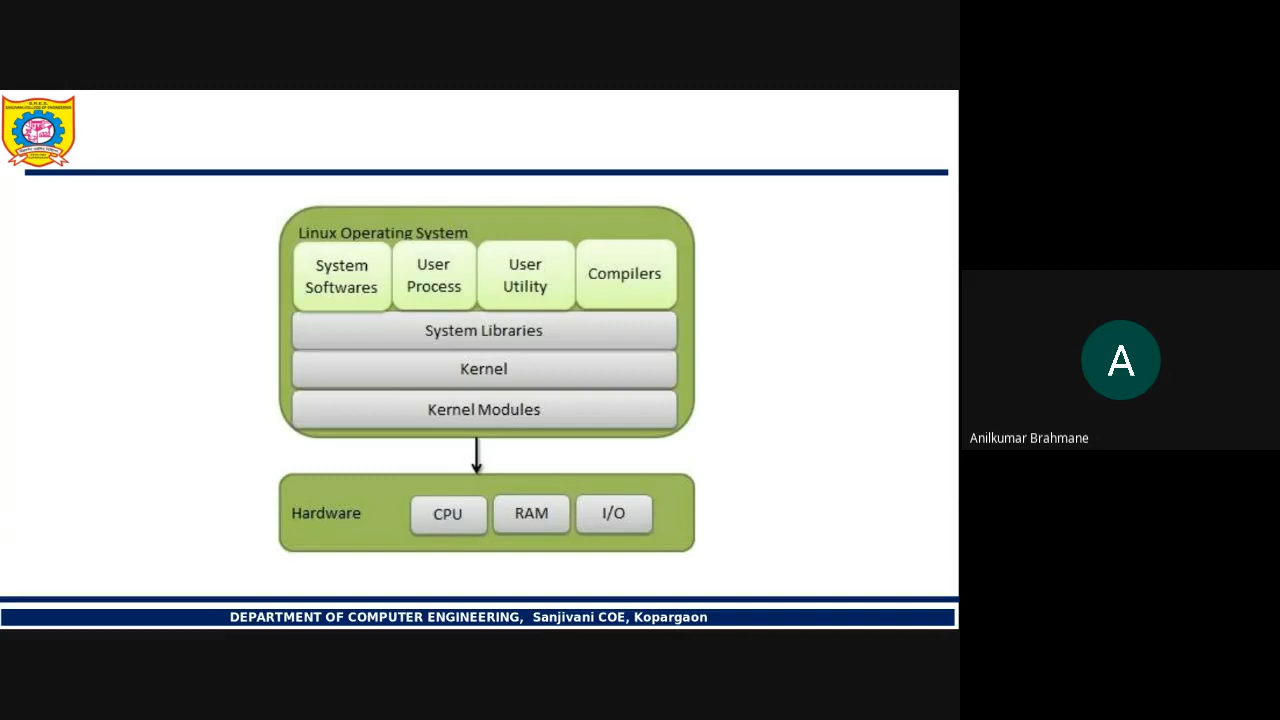 Linux Operating System
System
Softwares
User
Process
User
Utility
Compilers
System Libraries
Kernel
Kernel Modules
Hardware
CPU
RAM
I/O
DEPARTMENT OF COMPUTER ENGINEERING, Sanjivani COE, Kopargaon
A
Anilkumar Brahmane